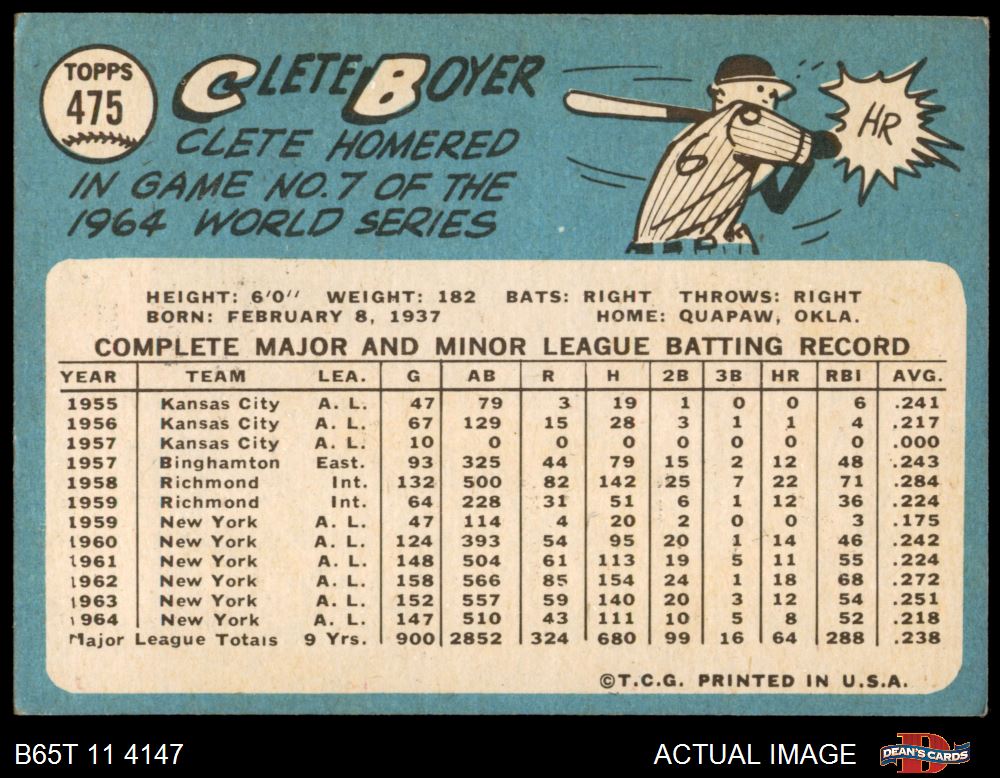 TOPPS
475
CLETE BOYER
CLETE HOMERED
IN GAME NO. 7 OF THE
1964 WORLD SERIES
6
HR
HEIGHT: 6'0" WEIGHT: 182 BATS: RIGHT THROWS: RIGHT
BORN: FEBRUARY 8, 1937 HOME: QUAPAW, OKLA.
COMPLETE MAJOR AND MINOR LEAGUE BATTING RECORD
YEAR TEAM LEA. G AB R H 2B 3B HR RBI AVG.
1955 Kansas City A. L. 47 79 3 19 1 0 0 6 .241
1956 Kansas City A. L. 67 129 15 28 3 1 1 4 .217
1957 Kansas City A. L. 10 0 0 0 0 0 0 0 .000
1957 Binghamton East. 93 325 44 79 15 2 12 48 .243
1958 Richmond Int. 132 500 82 142 25 7 22 71 .284
1959 Richmond Int. 64 228 31 51 6 1 12 36 .224
1959 New York A. L. 47 114 4 20 2 0 0 3 .175
1960 New York A. L. 124 393 54 95 20 1 14 46 .242
1961 New York A. L. 148 504 61 113 19 5 11 55 .224
1962 New York A. L. 158 566 85 154 24 1 18 68 .272
1963 New York A. L. 152 557 59 140 20 3 12 54 .251
1964 New York A. L. 147 510 43 111 10 5 8 52 .218
Major League Totals 9 Yrs. 900 2852 324 680 99 16 64 288 .238
©T.C.G. PRINTED IN U.S.A.
B65T 11 4147 ACTUAL IMAGE
D
DEAN'S CARDS